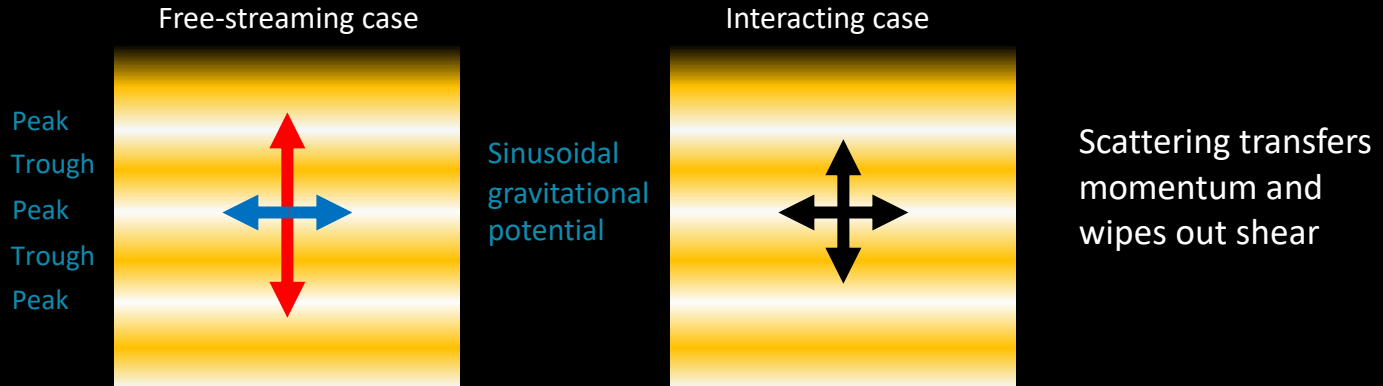 Free-streaming case
Interacting case
Peak
Trough
Peak
Trough
Peak
Sinusoidal
gravitational
potential
Scattering transfers
momentum and
wipes out shear